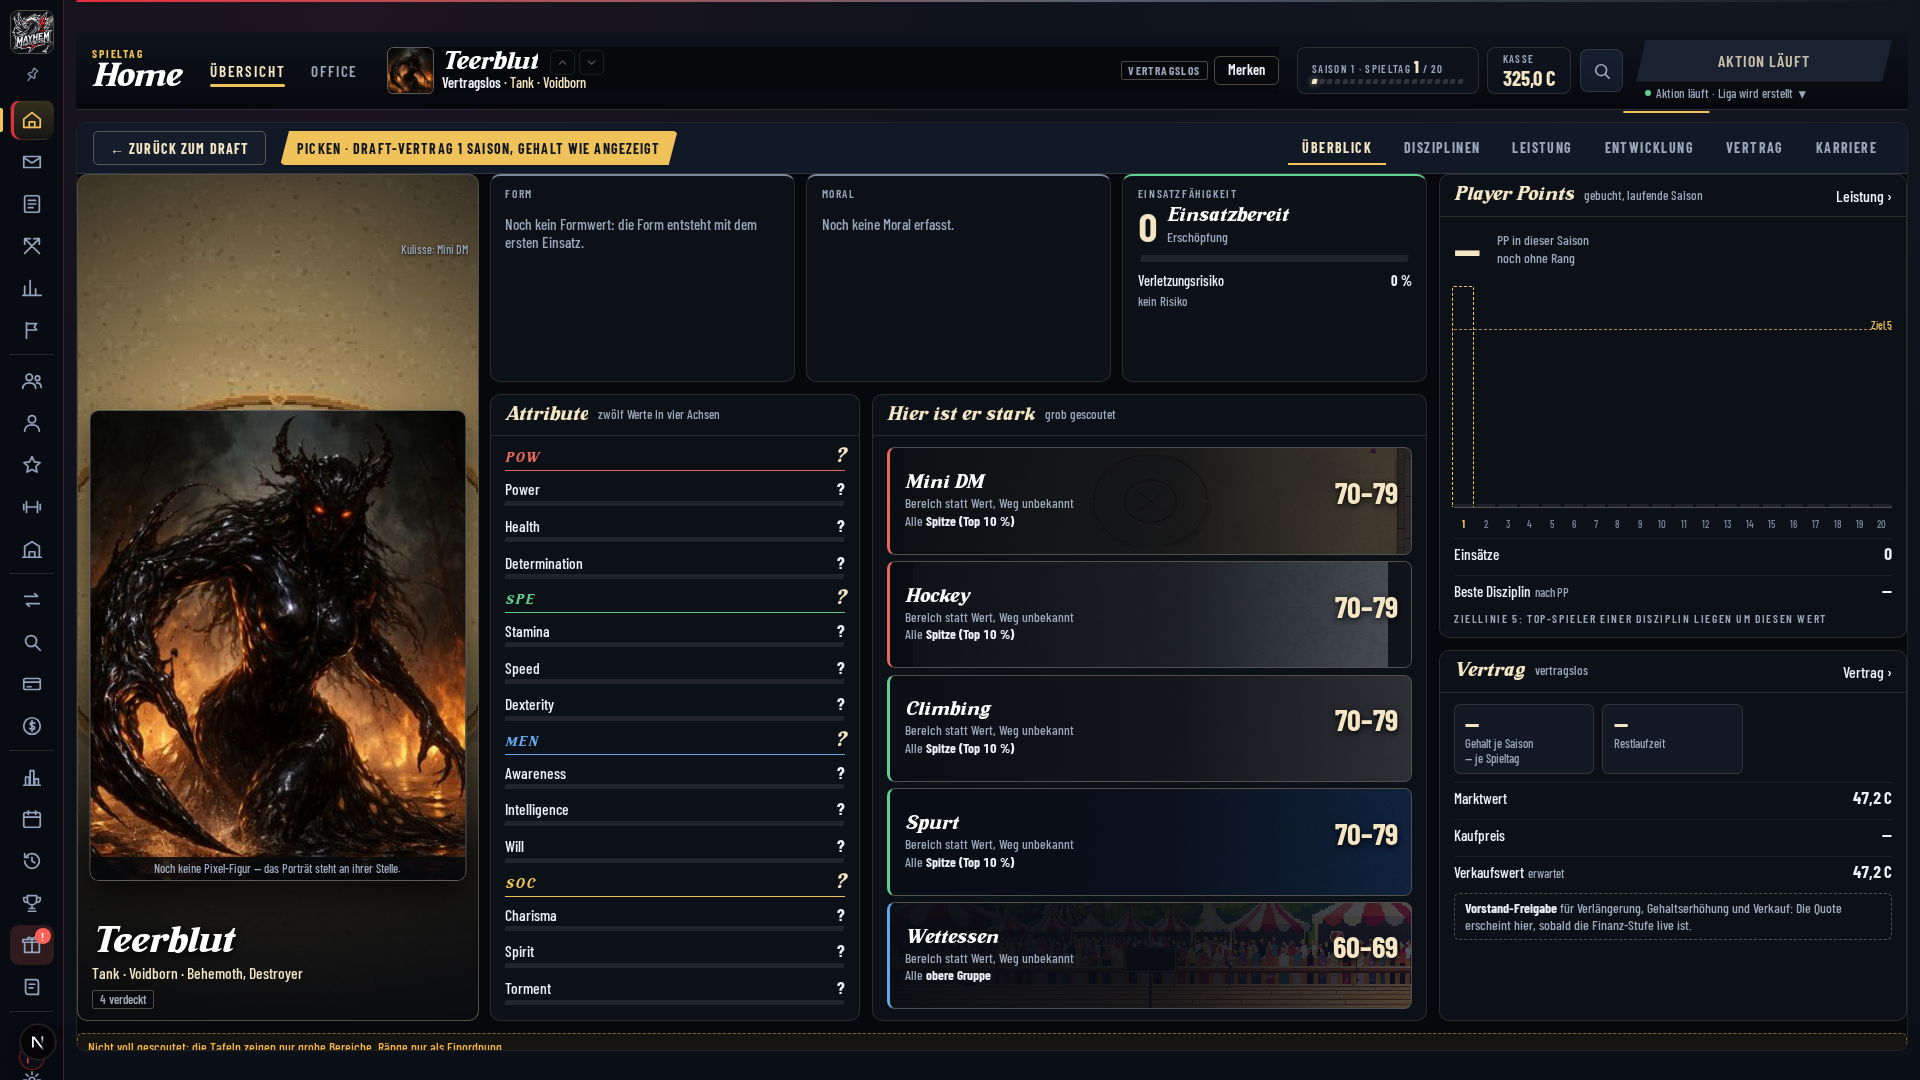 MAYHEM
SPIELTAG
Home
ÜBERSICHT
OFFICE
Teerblut
Vertragslos · Tank · Voidborn
VERTRAGSLOS
Merken
SAISON 1 · SPIELTAG 1 / 20
KASSE
325,0 C
AKTION LÄUFT
Aktion läuft · Liga wird erstellt ▼
← ZURÜCK ZUM DRAFT
PICKEN · DRAFT-VERTRAG 1 SAISON, GEHALT WIE ANGEZEIGT
ÜBERBLICK
DISZIPLINEN
LEISTUNG
ENTWICKLUNG
VERTRAG
KARRIERE
Kulisse: Mini DM
Noch keine Pixel-Figur – das Porträt steht an ihrer Stelle.
Teerblut
Tank · Voidborn · Behemoth, Destroyer
4 verdeckt
FORM
Noch kein Formwert: die Form entsteht mit dem
ersten Einsatz.
MORAL
Noch keine Moral erfasst.
EINSATZFÄHIGKEIT
0 Einsatzbereit
Erschöpfung
Verletzungsrisiko 0 %
kein Risiko
Attribute zwölf Werte in vier Achsen
POW ?
Power ?
Health ?
Determination ?
SPE ?
Stamina ?
Speed ?
Dexterity ?
MEN ?
Awareness ?
Intelligence ?
Will ?
SOC ?
Charisma ?
Spirit ?
Torment ?
Hier ist er stark grob gescoutet
Mini DM
Bereich statt Wert, Weg unbekannt
Alle Spitze (Top 10 %)
70–79
Hockey
Bereich statt Wert, Weg unbekannt
Alle Spitze (Top 10 %)
70–79
Climbing
Bereich statt Wert, Weg unbekannt
Alle Spitze (Top 10 %)
70–79
Spurt
Bereich statt Wert, Weg unbekannt
Alle Spitze (Top 10 %)
70–79
Wettessen
Bereich statt Wert, Weg unbekannt
Alle obere Gruppe
60–69
Player Points gebucht, laufende Saison
Leistung ›
–
PP in dieser Saison
noch ohne Rang
Ziel 5
1 2 3 4 5 6 7 8 9 10 11 12 13 14 15 16 17 18 19 20
Einsätze 0
Beste Disziplin nach PP –
ZIELLINIE 5: TOP-SPIELER EINER DISZIPLIN LIEGEN UM DIESEN WERT
Vertrag vertragslos
Vertrag ›
–
Gehalt je Saison
– je Spieltag
–
Restlaufzeit
Marktwert 47,2 C
Kaufpreis –
Verkaufswert erwartet 47,2 C
Vorstand-Freigabe für Verlängerung, Gehaltserhöhung und Verkauf: Die Quote
erscheint hier, sobald die Finanz-Stufe live ist.
!
N
Nicht voll gescoutet: die Tafeln zeigen nur grobe Bereiche, Ränge nur als Einordnung.